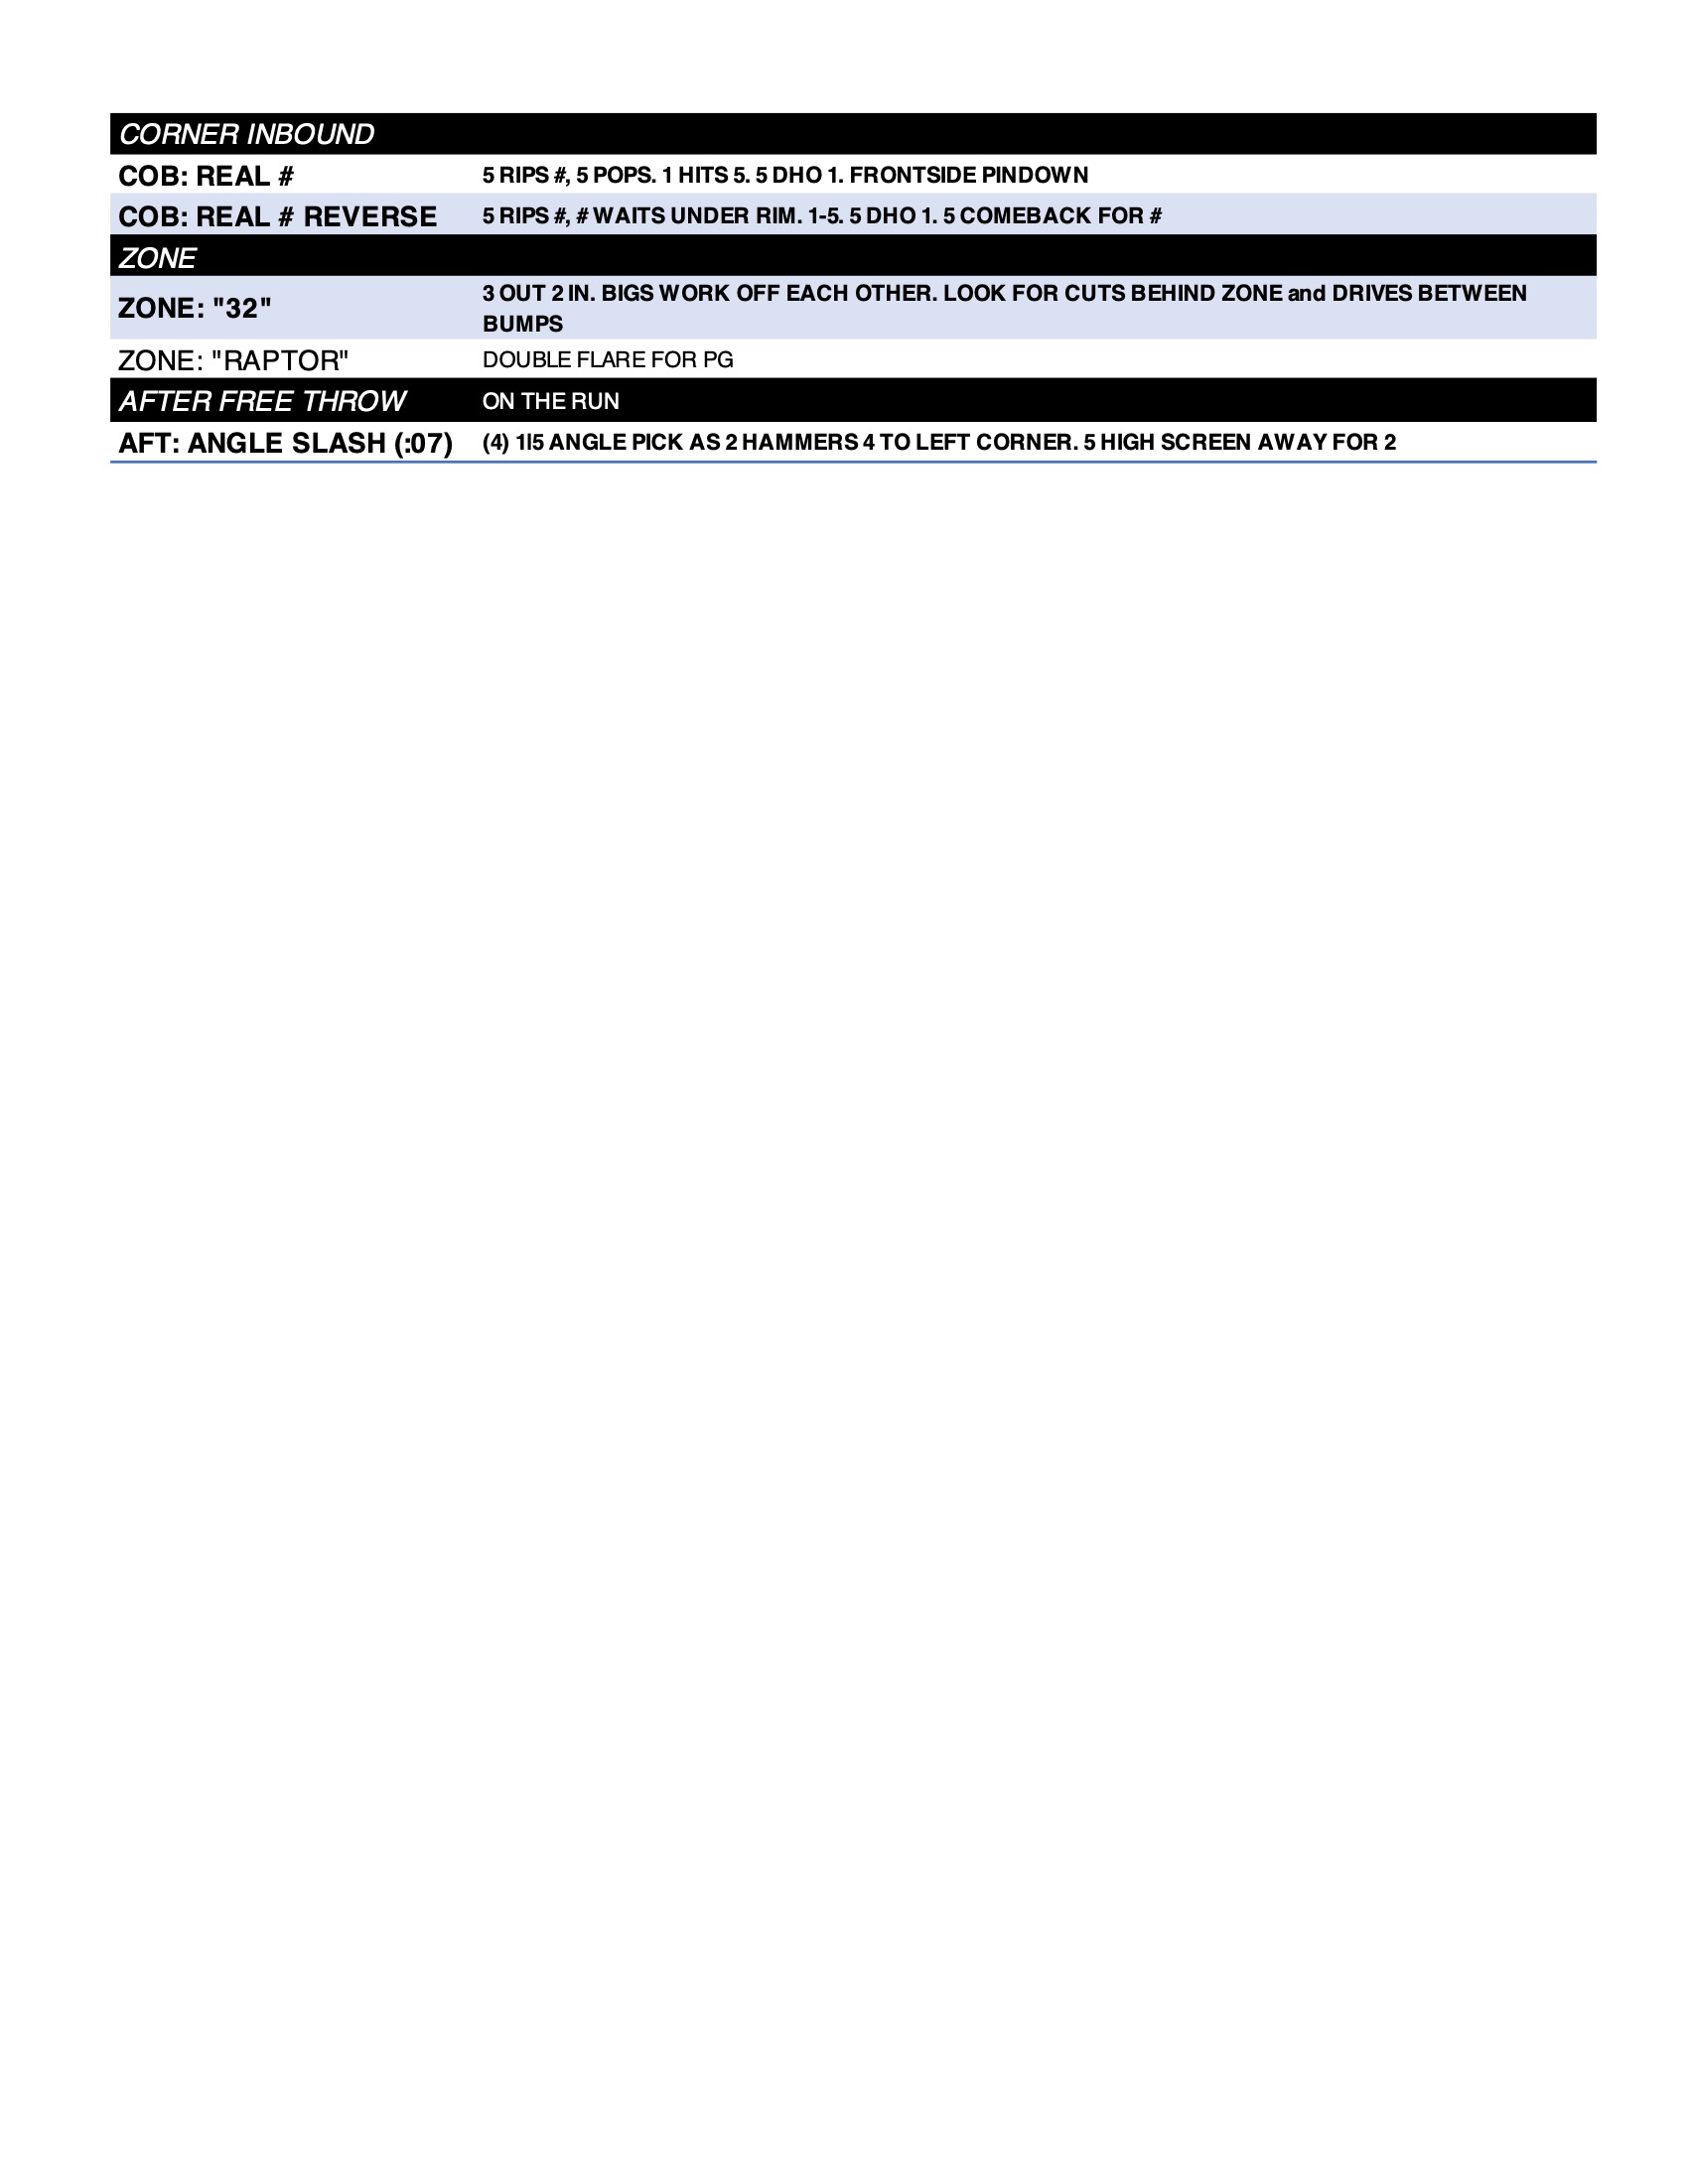 CORNER INBOUND
COB: REAL # 5 RIPS #, 5 POPS. 1 HITS 5. 5 DHO 1. FRONTSIDE PINDOWN
COB: REAL # REVERSE 5 RIPS #, # WAITS UNDER RIM. 1-5. 5 DHO 1. 5 COMEBACK FOR #
ZONE
ZONE: "32" 3 OUT 2 IN. BIGS WORK OFF EACH OTHER. LOOK FOR CUTS BEHIND ZONE and DRIVES BETWEEN
BUMPS
ZONE: "RAPTOR" DOUBLE FLARE FOR PG
AFTER FREE THROW ON THE RUN
AFT: ANGLE SLASH (:07) (4) 1|5 ANGLE PICK AS 2 HAMMERS 4 TO LEFT CORNER. 5 HIGH SCREEN AWAY FOR 2